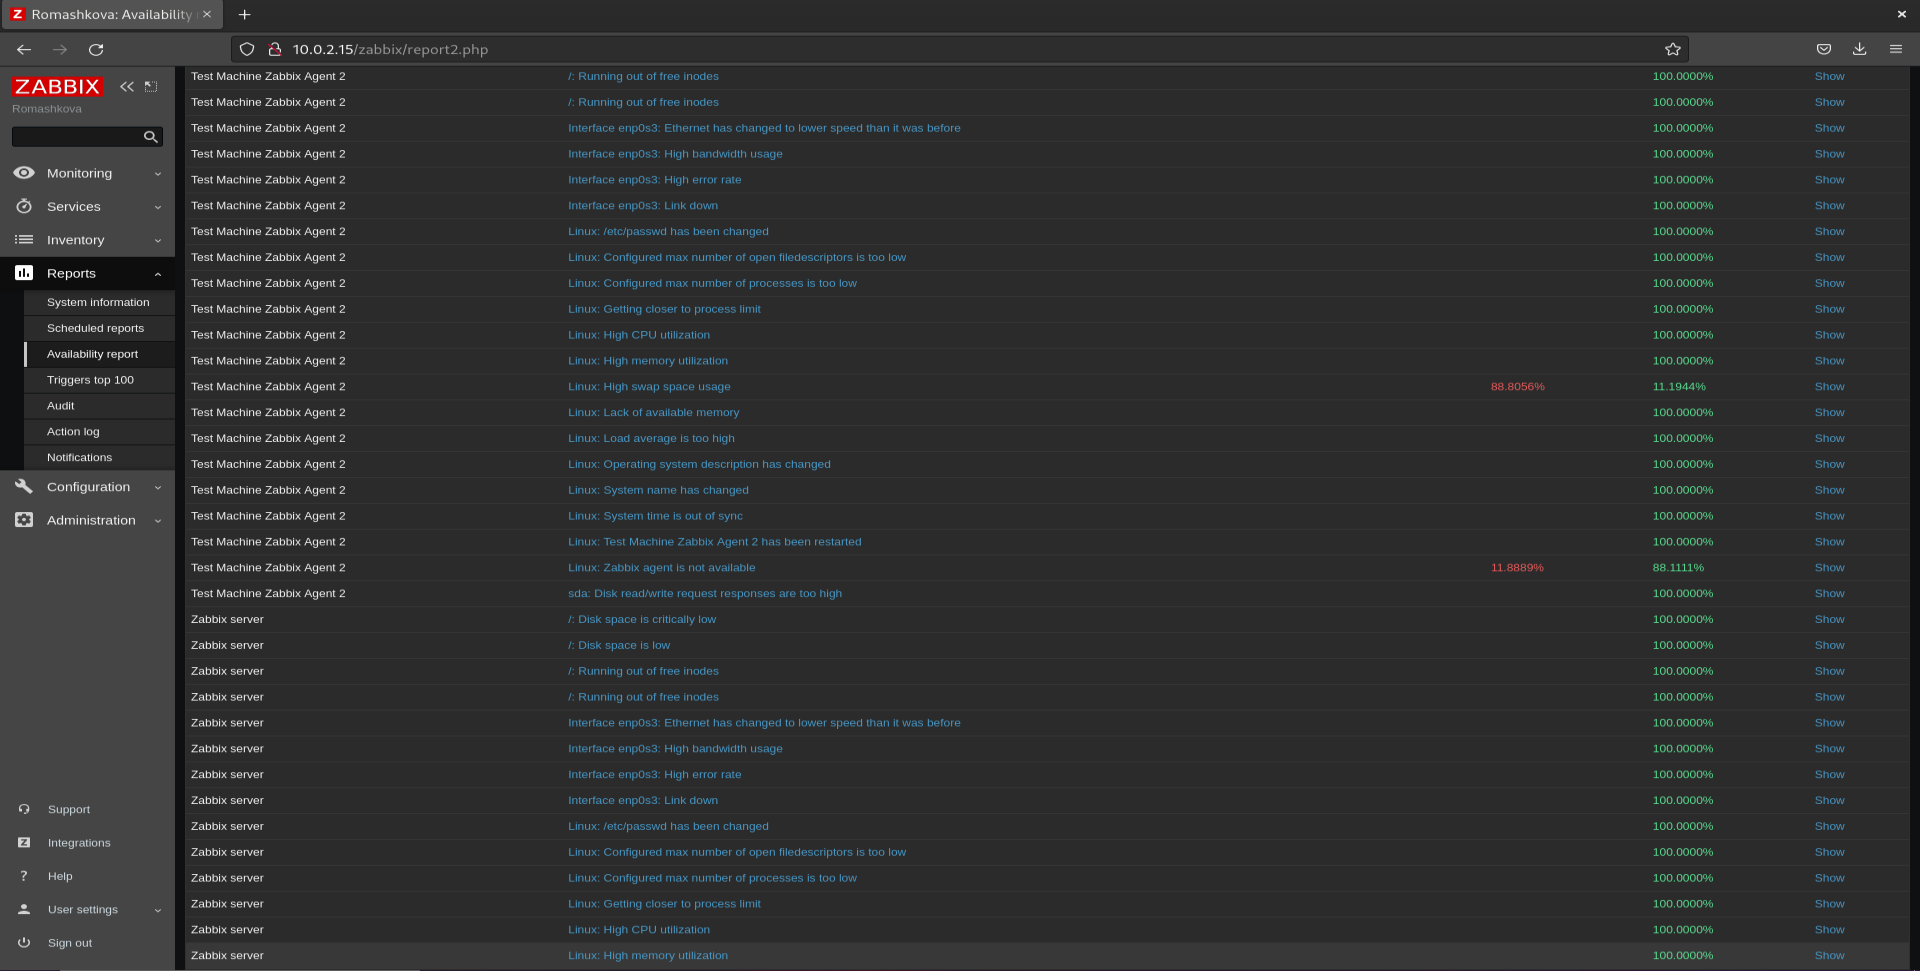 Romashkova: Availability
10.0.2.15/zabbix/report2.php
ZABBIX
Romashkova
Monitoring
Services
Inventory
Reports
System information
Scheduled reports
Availability report
Triggers top 100
Audit
Action log
Notifications
Configuration
Administration
Support
Integrations
Help
User settings
Sign out
Test Machine Zabbix Agent 2 /: Running out of free inodes 100.0000% Show
Test Machine Zabbix Agent 2 /: Running out of free inodes 100.0000% Show
Test Machine Zabbix Agent 2 Interface enp0s3: Ethernet has changed to lower speed than it was before 100.0000% Show
Test Machine Zabbix Agent 2 Interface enp0s3: High bandwidth usage 100.0000% Show
Test Machine Zabbix Agent 2 Interface enp0s3: High error rate 100.0000% Show
Test Machine Zabbix Agent 2 Interface enp0s3: Link down 100.0000% Show
Test Machine Zabbix Agent 2 Linux: /etc/passwd has been changed 100.0000% Show
Test Machine Zabbix Agent 2 Linux: Configured max number of open filedescriptors is too low 100.0000% Show
Test Machine Zabbix Agent 2 Linux: Configured max number of processes is too low 100.0000% Show
Test Machine Zabbix Agent 2 Linux: Getting closer to process limit 100.0000% Show
Test Machine Zabbix Agent 2 Linux: High CPU utilization 100.0000% Show
Test Machine Zabbix Agent 2 Linux: High memory utilization 100.0000% Show
Test Machine Zabbix Agent 2 Linux: High swap space usage 88.8056% 11.1944% Show
Test Machine Zabbix Agent 2 Linux: Lack of available memory 100.0000% Show
Test Machine Zabbix Agent 2 Linux: Load average is too high 100.0000% Show
Test Machine Zabbix Agent 2 Linux: Operating system description has changed 100.0000% Show
Test Machine Zabbix Agent 2 Linux: System name has changed 100.0000% Show
Test Machine Zabbix Agent 2 Linux: System time is out of sync 100.0000% Show
Test Machine Zabbix Agent 2 Linux: Test Machine Zabbix Agent 2 has been restarted 100.0000% Show
Test Machine Zabbix Agent 2 Linux: Zabbix agent is not available 11.8889% 88.1111% Show
Test Machine Zabbix Agent 2 sda: Disk read/write request responses are too high 100.0000% Show
Zabbix server /: Disk space is critically low 100.0000% Show
Zabbix server /: Disk space is low 100.0000% Show
Zabbix server /: Running out of free inodes 100.0000% Show
Zabbix server /: Running out of free inodes 100.0000% Show
Zabbix server Interface enp0s3: Ethernet has changed to lower speed than it was before 100.0000% Show
Zabbix server Interface enp0s3: High bandwidth usage 100.0000% Show
Zabbix server Interface enp0s3: High error rate 100.0000% Show
Zabbix server Interface enp0s3: Link down 100.0000% Show
Zabbix server Linux: /etc/passwd has been changed 100.0000% Show
Zabbix server Linux: Configured max number of open filedescriptors is too low 100.0000% Show
Zabbix server Linux: Configured max number of processes is too low 100.0000% Show
Zabbix server Linux: Getting closer to process limit 100.0000% Show
Zabbix server Linux: High CPU utilization 100.0000% Show
Zabbix server Linux: High memory utilization 100.0000% Show